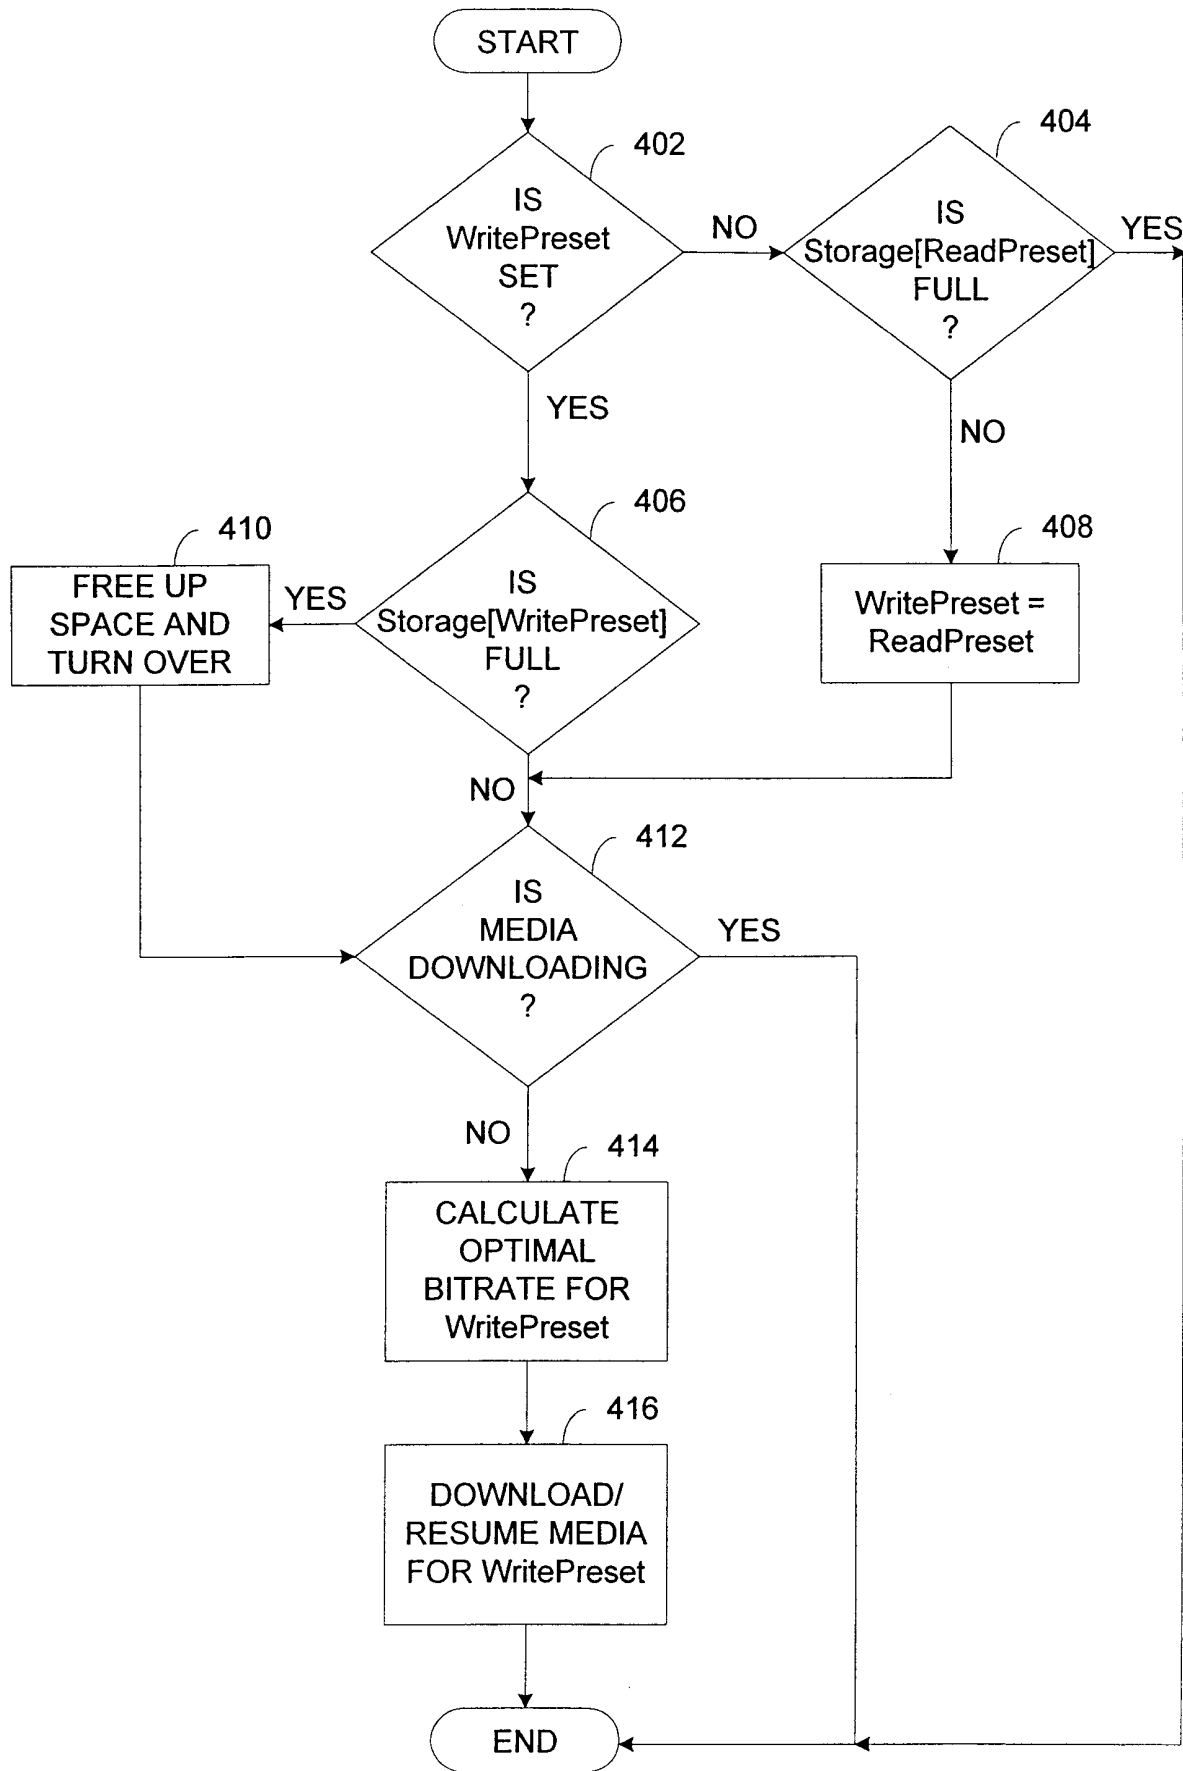 START
402
IS
WritePreset
SET
?
NO
404
IS
Storage[ReadPreset]
FULL
?
YES
YES
NO
406
IS
Storage[WritePreset]
FULL
?
YES
410
FREE UP
SPACE AND
TURN OVER
408
WritePreset =
ReadPreset
NO
412
IS
MEDIA
DOWNLOADING
?
YES
NO
414
CALCULATE
OPTIMAL
BITRATE FOR
WritePreset
416
DOWNLOAD/
RESUME MEDIA
FOR WritePreset
END